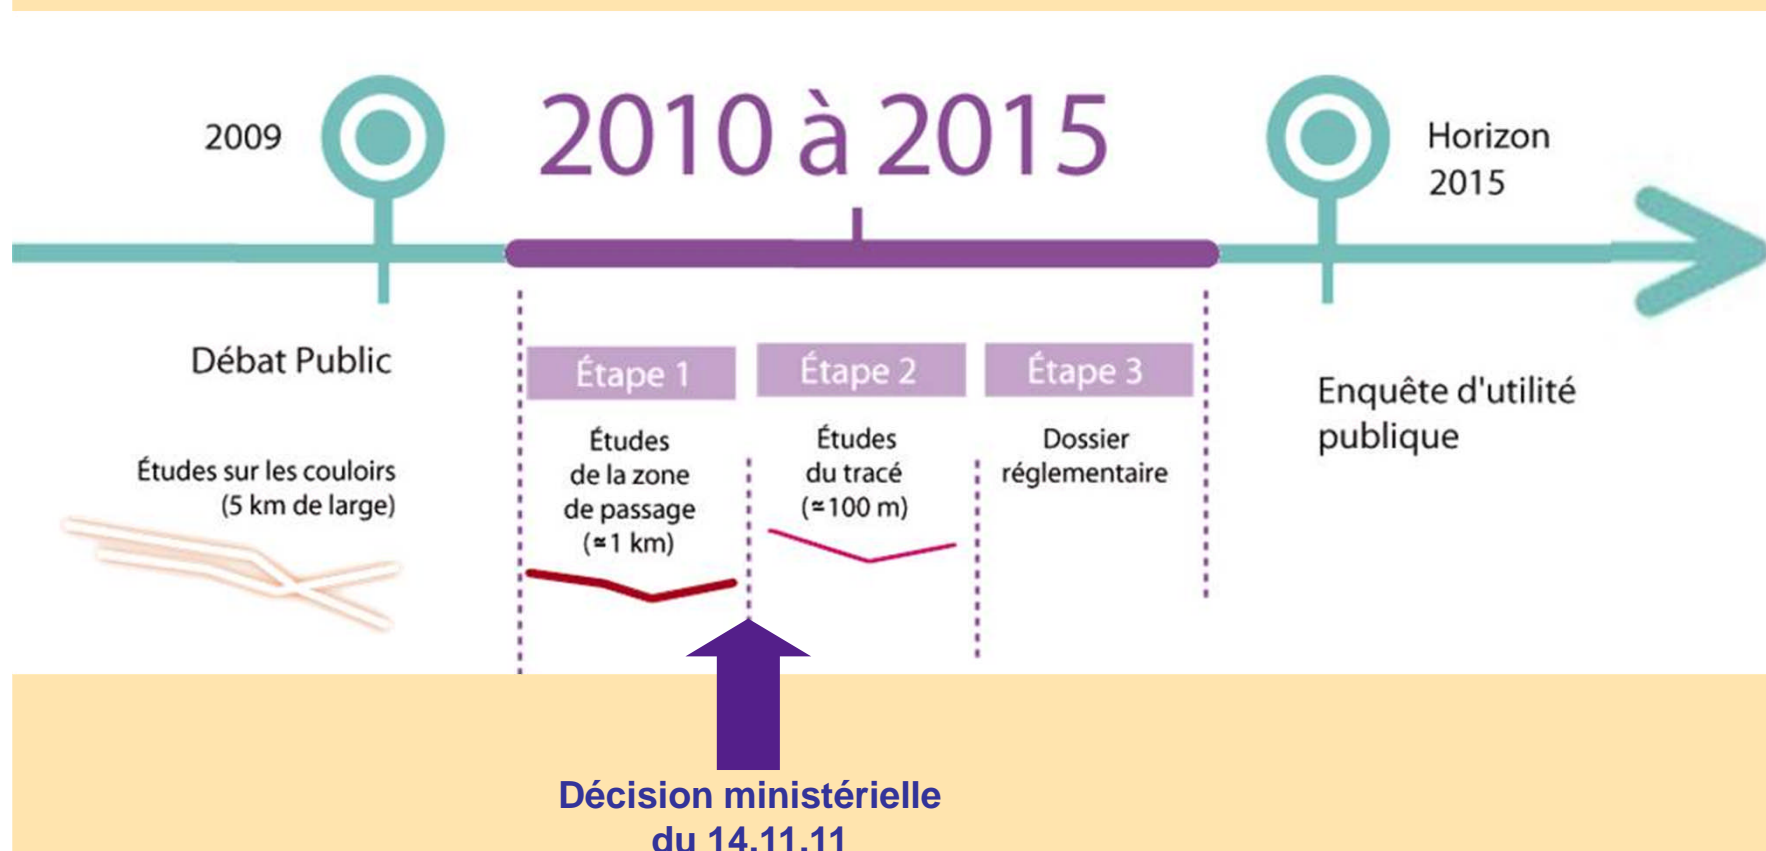 2009
2010 à 2015
Horizon
2015
Débat Public
Études sur les couloirs
(5 km de large)
Étape 1
Études
de la zone
de passage
(≃1 km)
Étape 2
Études
du tracé
(≃100 m)
Étape 3
Dossier
réglementaire
Enquête d'utilité
publique
Décision ministérielle
du 14.11.11